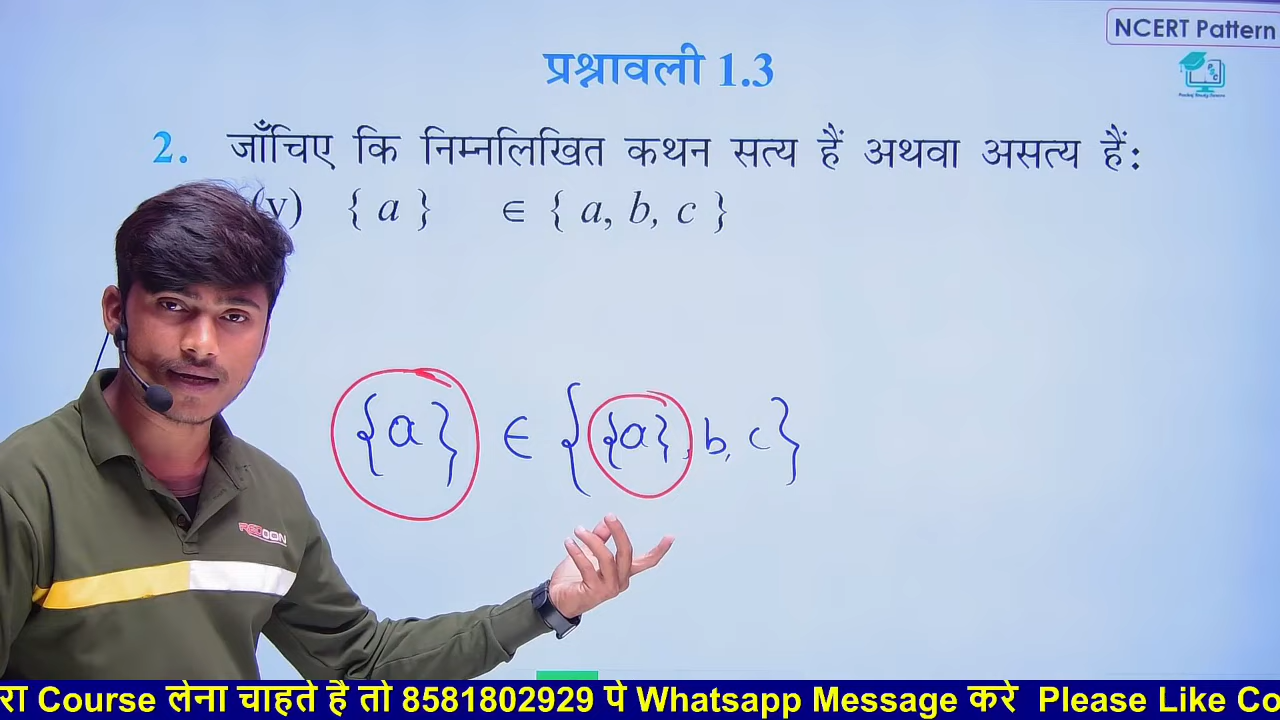 NCERT Pattern
प्रश्नावली 1.3
2. जाँचिए कि निम्नलिखित कथन सत्य हैं अथवा असत्य हैं:
(v) { a } ∈ { a, b, c }
{a} ∈ {{a}, b, c}
REDOON
रा Course लेना चाहते है तो 8581802929 पे Whatsapp Message करे Please Like Co